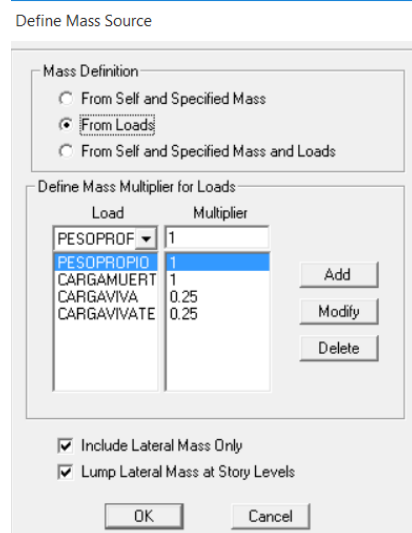 Define Mass Source
Mass Definition
From Self and Specified Mass
From Loads
From Self and Specified Mass and Loads
Define Mass Multiplier for Loads
Load Multiplier
PESOPROF 1
PESOPROPIO 1
CARGAMUERT 1
CARGAVIVA 0.25
CARGAVIVATE 0.25
Add
Modify
Delete
Include Lateral Mass Only
Lump Lateral Mass at Story Levels
OK Cancel